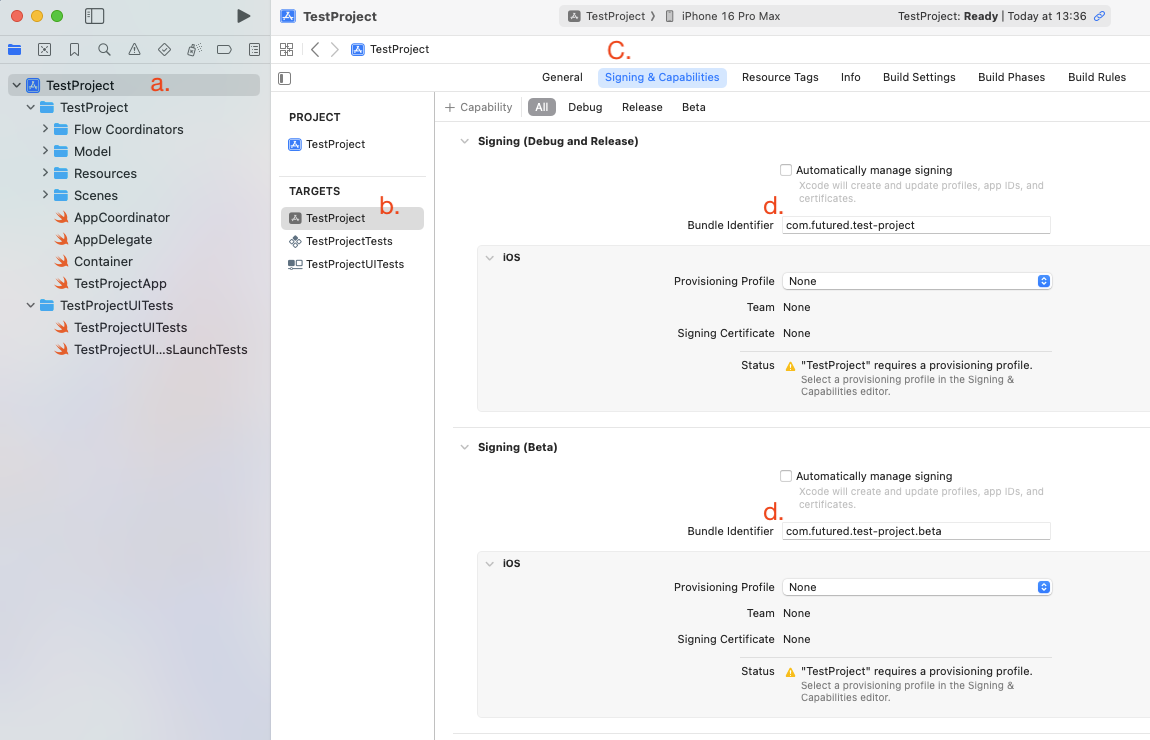 TestProject
TestProject 〉 iPhone 16 Pro Max
TestProject: Ready | Today at 13:36
TestProject
C.
TestProject
a.
TestProject
Flow Coordinators
Model
Resources
Scenes
AppCoordinator
AppDelegate
Container
TestProjectApp
TestProjectUITests
TestProjectUITests
TestProjectUI...sLaunchTests
General Signing & Capabilities Resource Tags Info Build Settings Build Phases Build Rules
PROJECT
TestProject
TARGETS
b.
TestProject
TestProjectTests
TestProjectUITests
+ Capability All Debug Release Beta
Signing (Debug and Release)
Automatically manage signing
Xcode will create and update profiles, app IDs, and
certificates.
d.
Bundle Identifier com.futured.test-project
iOS
Provisioning Profile None
Team None
Signing Certificate None
Status "TestProject" requires a provisioning profile.
Select a provisioning profile in the Signing &
Capabilities editor.
Signing (Beta)
Automatically manage signing
Xcode will create and update profiles, app IDs, and
certificates.
d.
Bundle Identifier com.futured.test-project.beta
iOS
Provisioning Profile None
Team None
Signing Certificate None
Status "TestProject" requires a provisioning profile.
Select a provisioning profile in the Signing &
Capabilities editor.